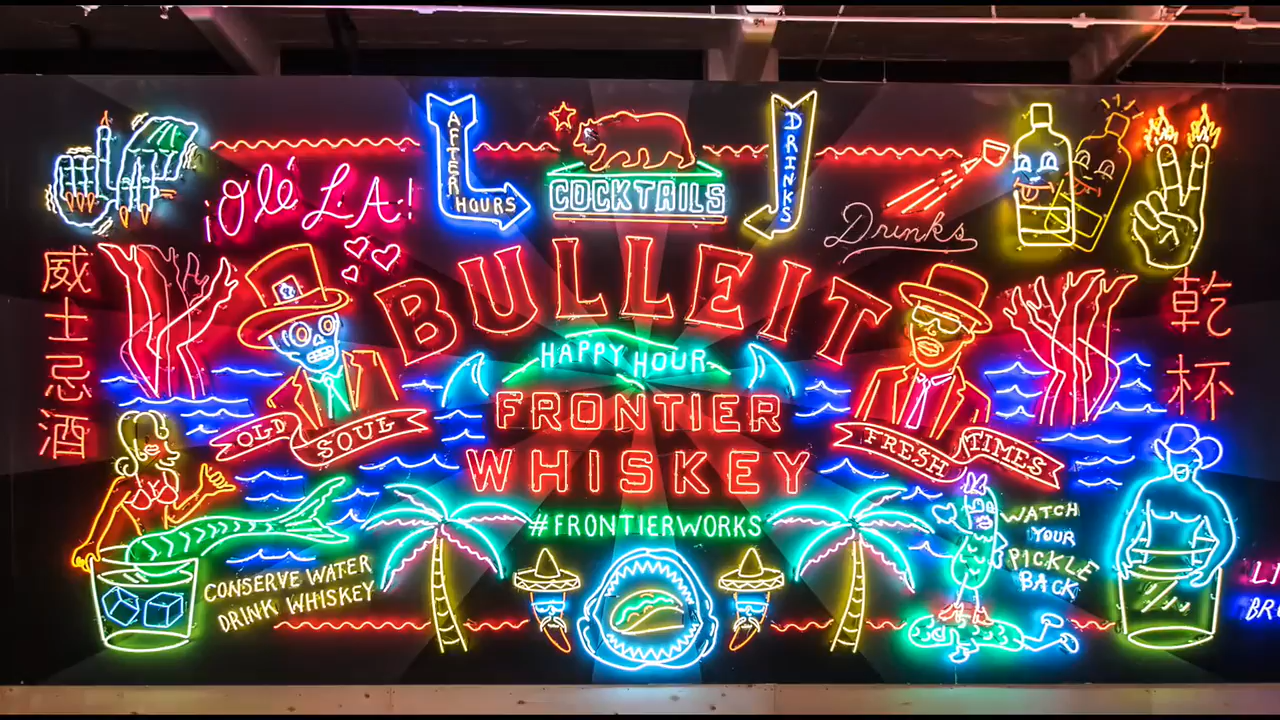 AFTER
HOURS
COCKTAILS
DRINKS
¡Olé LA!
Drinks
BULLEIT
HAPPY HOUR
FRONTIER
WHISKEY
#FRONTIERWORKS
威士忌酒
乾杯
OLD SOUL
FRESH TIMES
CONSERVE WATER
DRINK WHISKEY
WATCH
YOUR
PICKLE
BACK